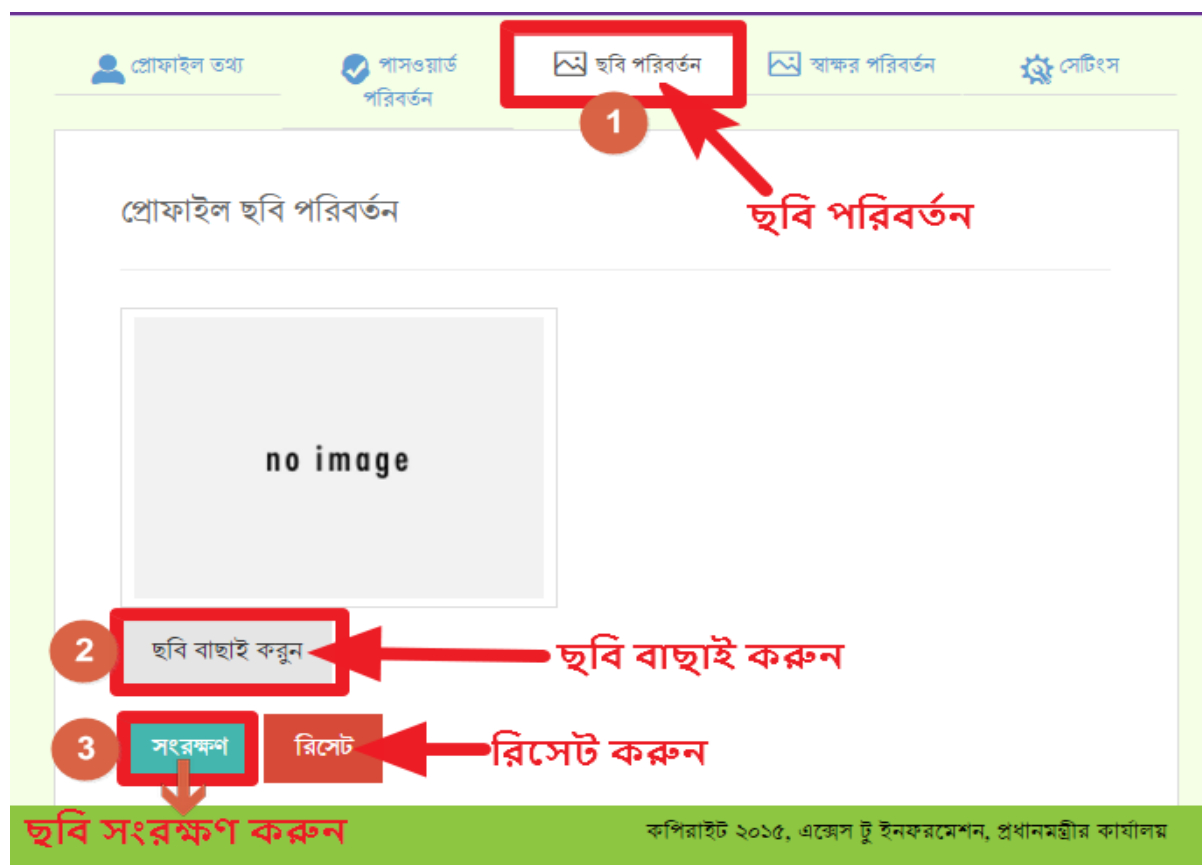 প্রোফাইল তথ্য
পাসওয়ার্ড
পরিবর্তন
ছবি পরিবর্তন
স্বাক্ষর পরিবর্তন
সেটিংস
1
প্রোফাইল ছবি পরিবর্তন
ছবি পরিবর্তন
no image
2
ছবি বাছাই করুন
ছবি বাছাই করুন
3
সংরক্ষণ
রিসেট
রিসেট করুন
ছবি সংরক্ষণ করুন
কপিরাইট ২০১৫, এক্সেস টু ইনফরমেশন, প্রধানমন্ত্রীর কার্যালয়